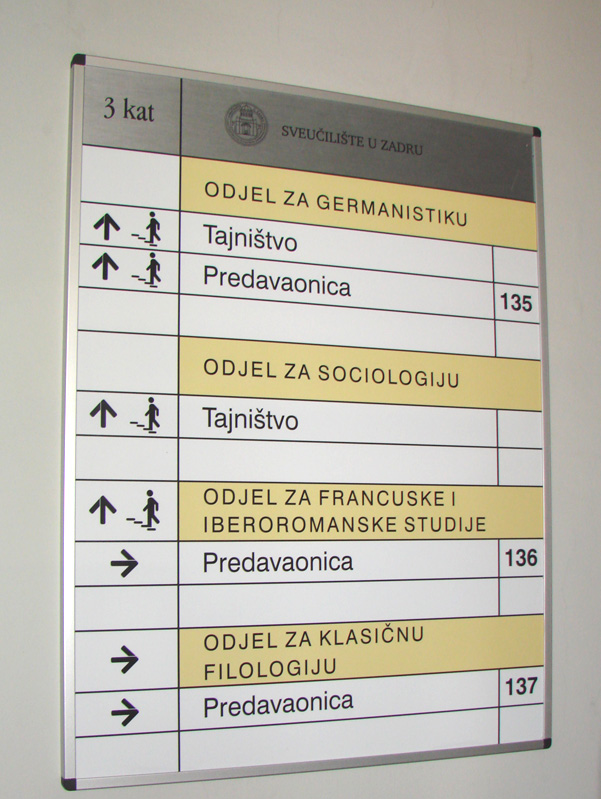 3 kat
SVEUČILIŠTE U ZADRU
ODJEL ZA GERMANISTIKU
Tajništvo
Predavaonica 135
ODJEL ZA SOCIOLOGIJU
Tajništvo
ODJEL ZA FRANCUSKE I
IBEROROMANSKE STUDIJE
Predavaonica 136
ODJEL ZA KLASIČNU
FILOLOGIJU
Predavaonica 137